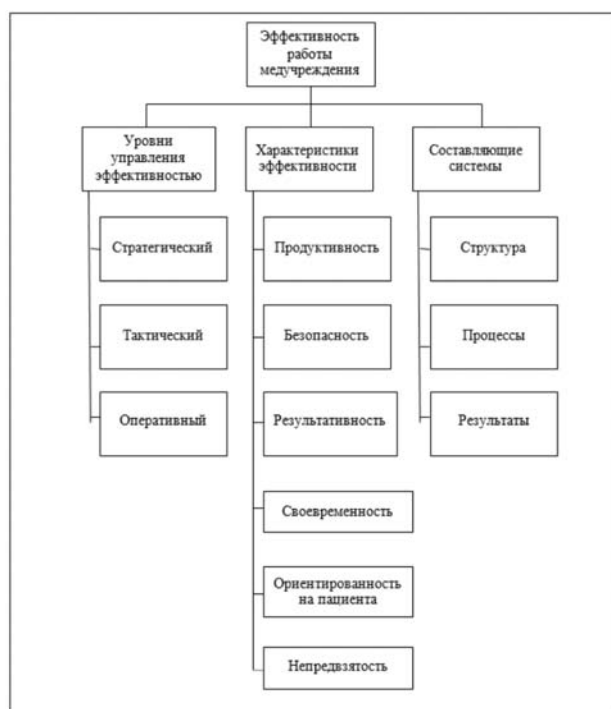 Эффективность
работы
медучреждения
Уровни
управления
эффективностью
Характеристики
эффективности
Составляющие
системы
Стратегический
Продуктивность
Структура
Тактический
Безопасность
Процессы
Оперативный
Результативность
Результаты
Своевременность
Ориентированность
на пациента
Непредвзятость